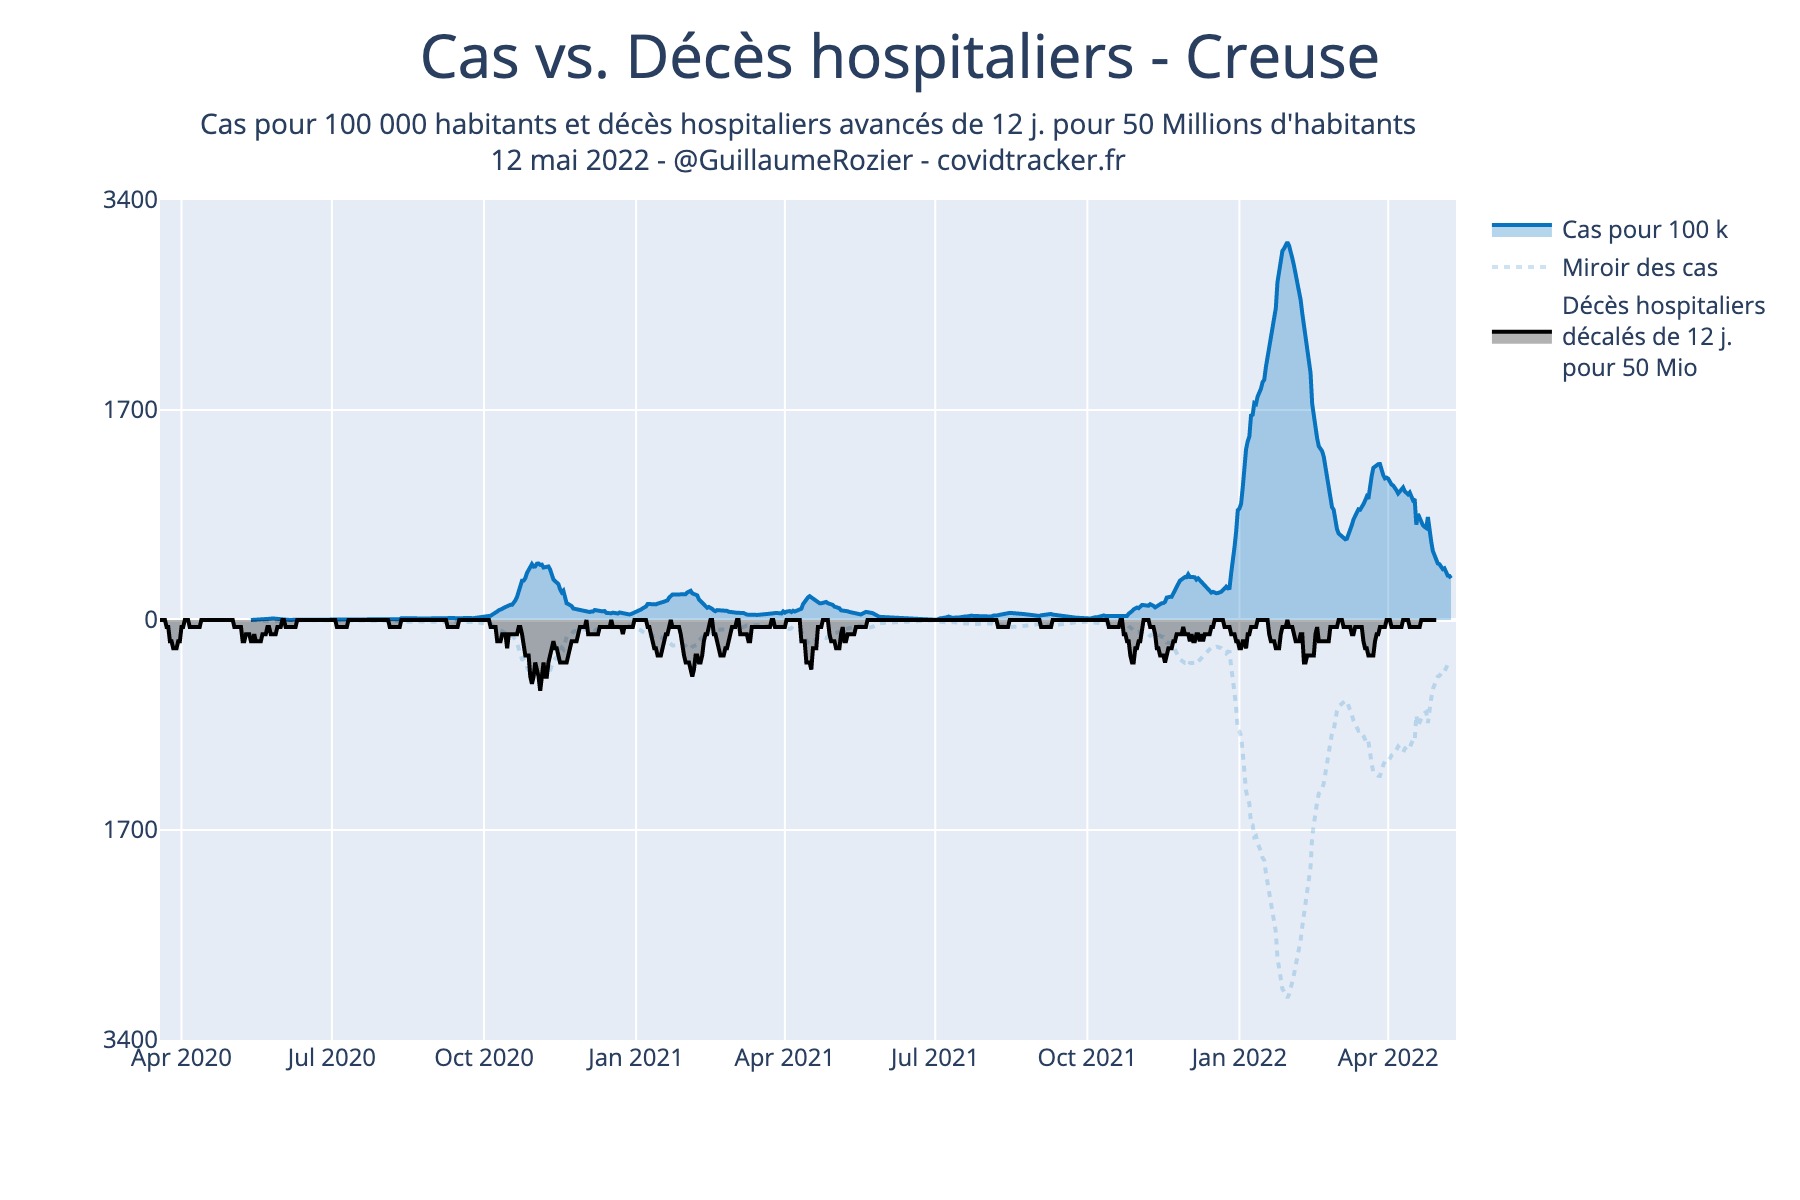 Cas vs. Décès hospitaliers - Creuse
Cas pour 100 000 habitants et décès hospitaliers avancés de 12 j. pour 50 Millions d'habitants
12 mai 2022 - @GuillaumeRozier - covidtracker.fr
3400
1700
0
1700
3400
Apr 2020
Jul 2020
Oct 2020
Jan 2021
Apr 2021
Jul 2021
Oct 2021
Jan 2022
Apr 2022
Cas pour 100 k
Miroir des cas
Décès hospitaliers
décalés de 12 j.
pour 50 Mio